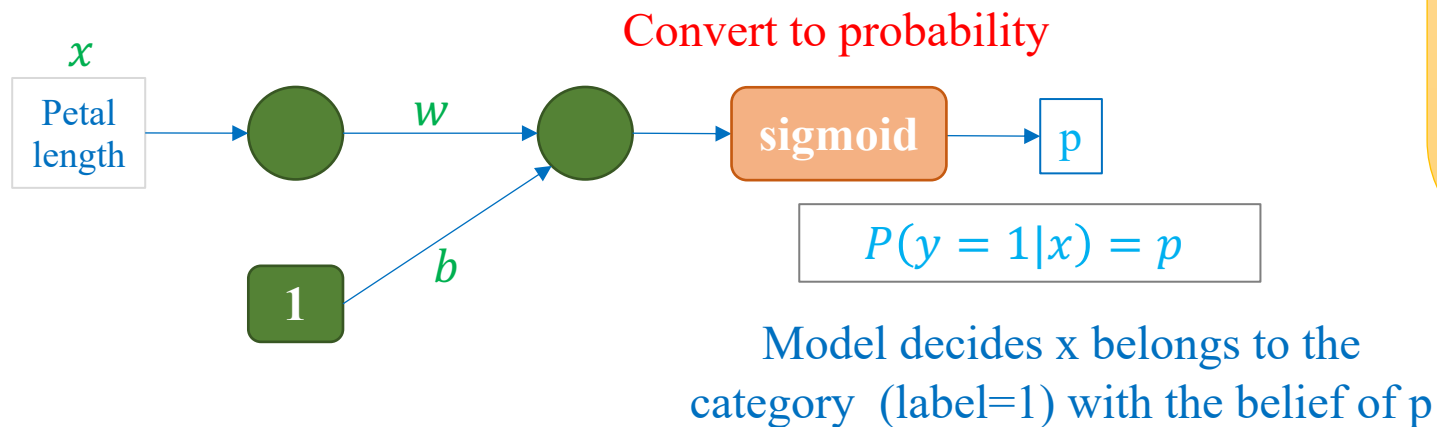 Convert to probability
x
Petal
length
w
sigmoid
p
b
1
P(y = 1|x) = p
Model decides x belongs to the
category (label=1) with the belief of p